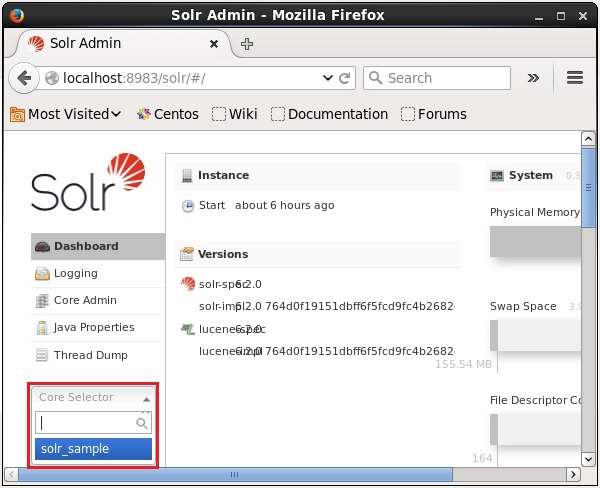 Solr Admin - Mozilla Firefox
Solr Admin
localhost:8983/solr/#/
Search
Most Visited
Centos
Wiki
Documentation
Forums
Solr
Dashboard
Logging
Core Admin
Java Properties
Thread Dump
Core Selector
solr_sample
Instance
Start about 6 hours ago
Versions
solr-spec 6.2.0
solr-impl 6.2.0 764d0f19151dbff6f5fcd9fc4b2682
lucene-spec 6.2.0
lucene-impl 6.2.0 764d0f19151dbff6f5fcd9fc4b2682
System 0.3
Physical Memory
155.54 MB
Swap Space 3.9
File Descriptor Co
164